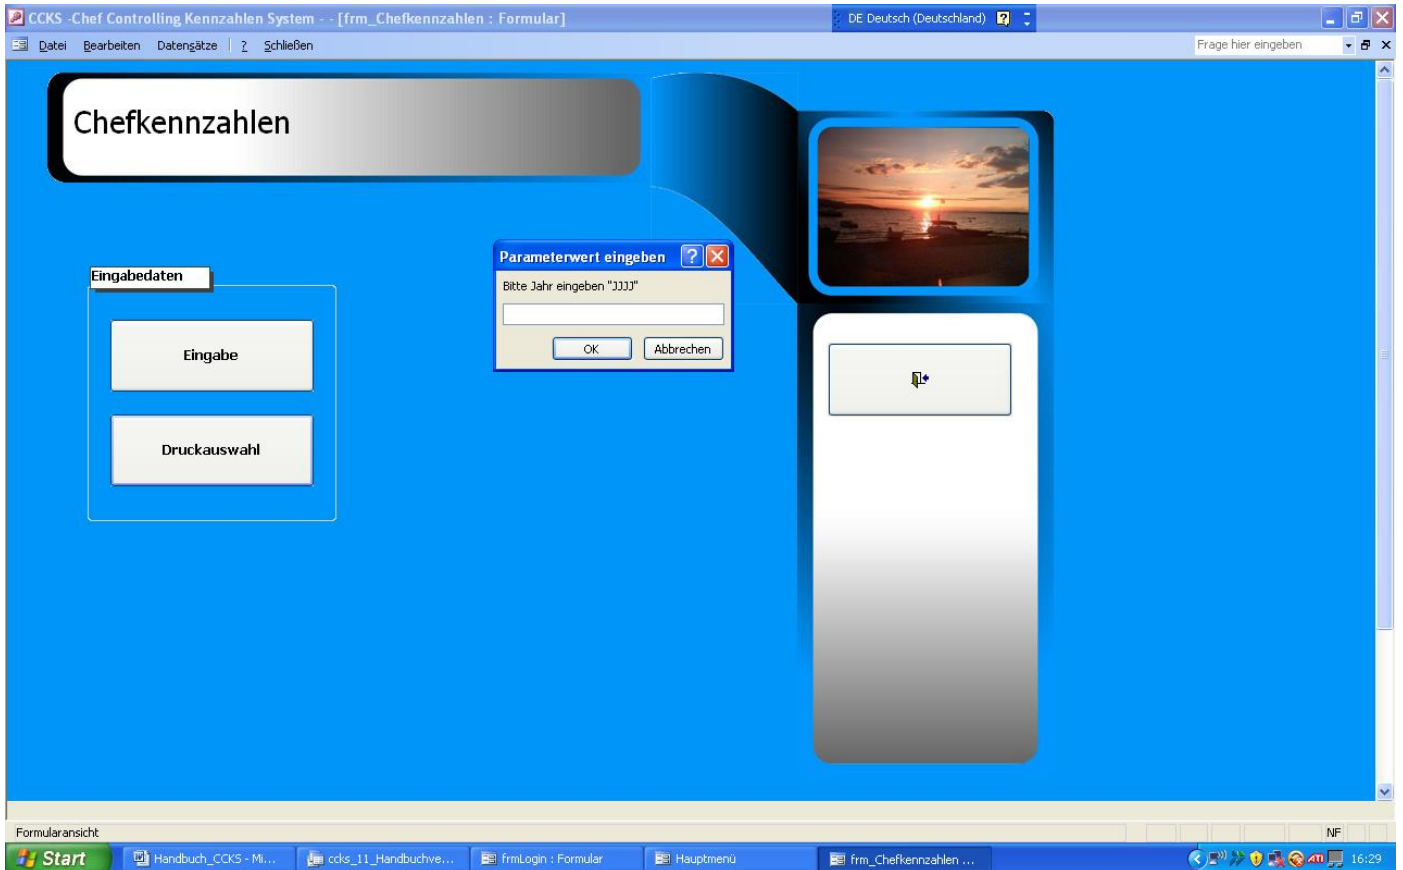 CCKS -Chef Controlling Kennzahlen System - - [frm_Chefkennzahlen : Formular]
DE Deutsch (Deutschland)
Datei Bearbeiten Datensätze ? Schließen
Frage hier eingeben
Chefkennzahlen
Parameterwert eingeben
Bitte Jahr eingeben "JJJJ"
OK Abbrechen
Eingabedaten
Eingabe
Druckauswahl
Formularansicht
NF
Start
Handbuch_CCKS - Mi...
ccks_11_Handbuchve...
frmLogin : Formular
Hauptmenü
frm_Chefkennzahlen ...
ATI
16:29